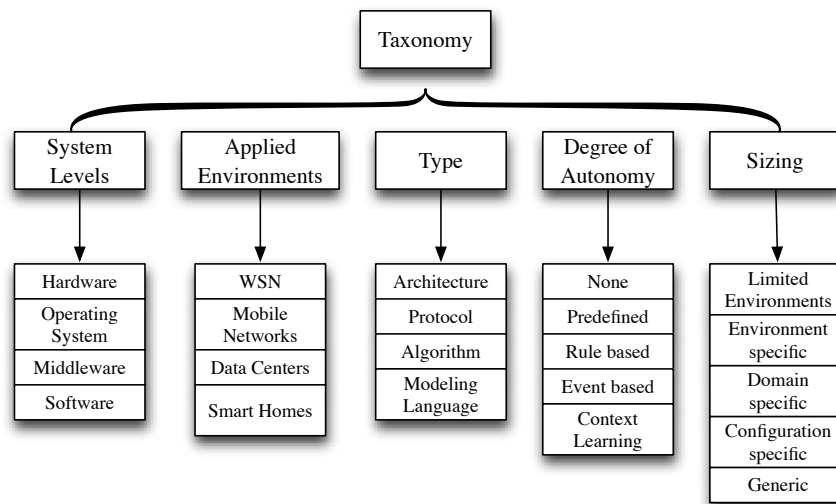 Taxonomy
System
Levels
Applied
Environments
Type
Degree of
Autonomy
Sizing
Hardware
Operating
System
Middleware
Software
WSN
Mobile
Networks
Data Centers
Smart Homes
Architecture
Protocol
Algorithm
Modeling
Language
None
Predefined
Rule based
Event based
Context
Learning
Limited
Environments
Environment
specific
Domain
specific
Configuration
specific
Generic